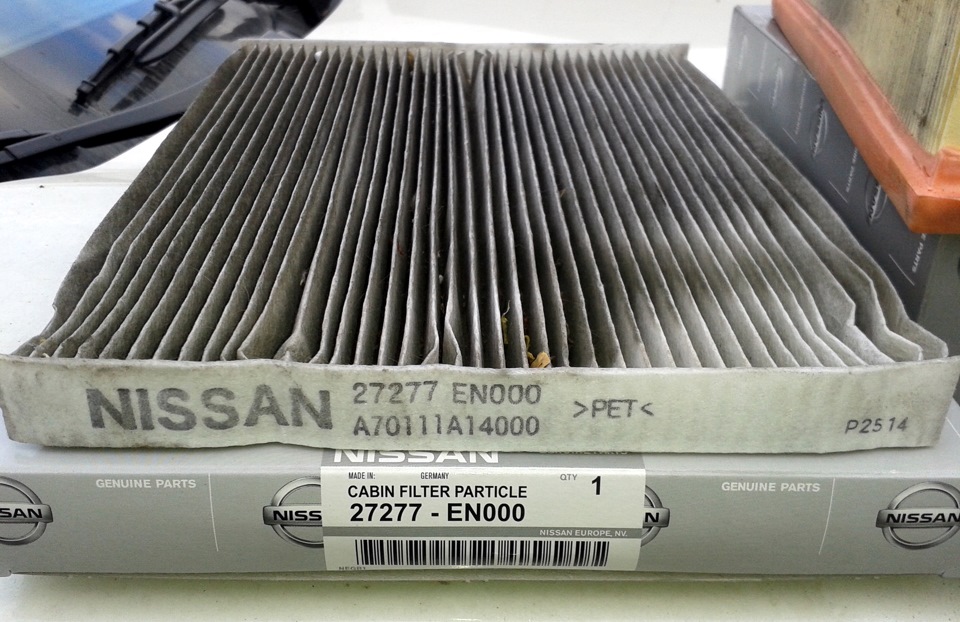 NISSAN
27277 EN000
A70111A14000
>PET<
P2514
NISSAN
MADE IN: GERMANY
QTY 1
CABIN FILTER PARTICLE
27277 - EN000
NISSAN EUROPE, NV.
GENUINE PARTS
GENUINE PARTS
NISSAN